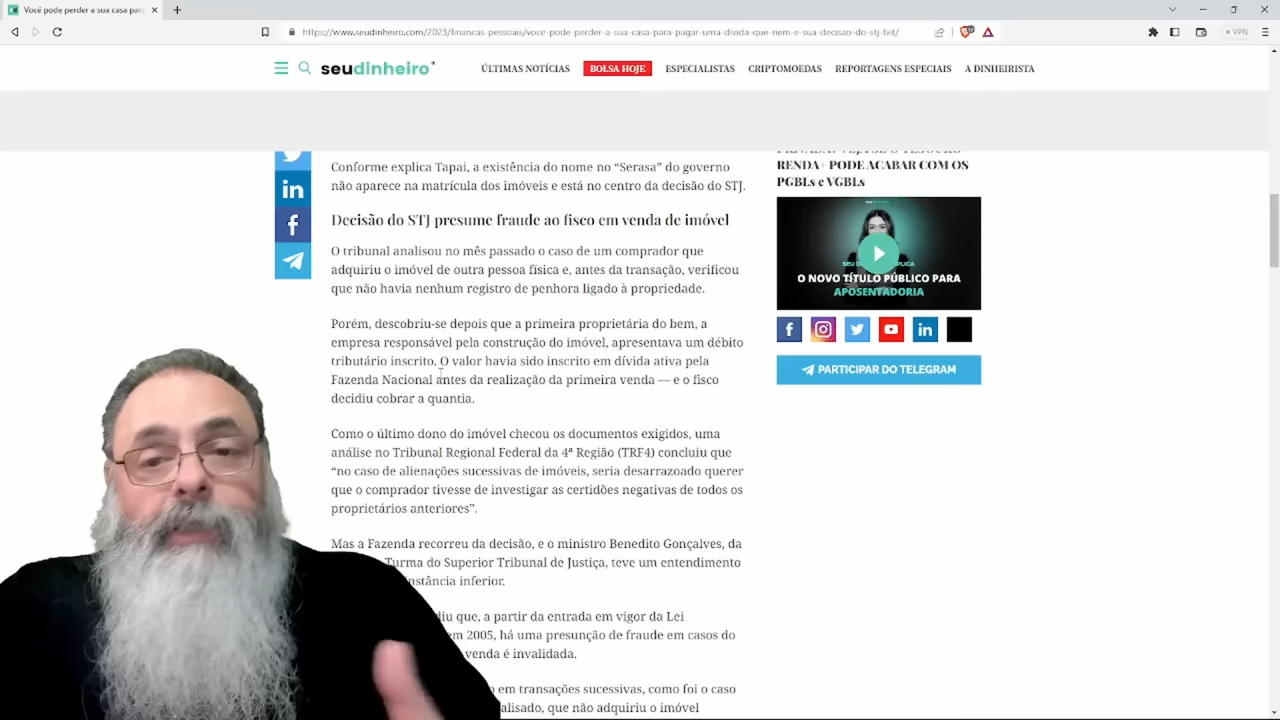 Você pode perder a sua casa para
https://www.seudinheiro.com/2023/financas-pessoais/voce-pode-perder-a-sua-casa-para-pagar-uma-divida-que-nem-e-sua-decisao-do-stj-lvit/
VPN
seudinheiro
ÚLTIMAS NOTÍCIAS
BOLSA HOJE
ESPECIALISTAS
CRIPTOMOEDAS
REPORTAGENS ESPECIAIS
A DINHEIRISTA
Conforme explica Tapai, a existência do nome no “Serasa” do governo
não aparece na matrícula dos imóveis e está no centro da decisão do STJ.
Decisão do STJ presume fraude ao fisco em venda de imóvel
O tribunal analisou no mês passado o caso de um comprador que
adquiriu o imóvel de outra pessoa física e, antes da transação, verificou
que não havia nenhum registro de penhora ligado à propriedade.
Porém, descobriu-se depois que a primeira proprietária do bem, a
empresa responsável pela construção do imóvel, apresentava um débito
tributário inscrito. O valor havia sido inscrito em dívida ativa pela
Fazenda Nacional antes da realização da primeira venda — e o fisco
decidiu cobrar a quantia.
Como o último dono do imóvel checou os documentos exigidos, uma
análise no Tribunal Regional Federal da 4ª Região (TRF4) concluiu que
“no caso de alienações sucessivas de imóveis, seria desarrazoado querer
que o comprador tivesse de investigar as certidões negativas de todos os
proprietários anteriores”.
Mas a Fazenda recorreu da decisão, e o ministro Benedito Gonçalves, da
Turma do Superior Tribunal de Justiça, teve um entendimento
instância inferior.
que, a partir da entrada em vigor da Lei
em 2005, há uma presunção de fraude em casos do
venda é invalidada.
em transações sucessivas, como foi o caso
que não adquiriu o imóvel
RENDA+ PODE ACABAR COM OS
PGBLs e VGBLs
O NOVO TÍTULO PÚBLICO PARA
APOSENTADORIA
PARTICIPAR DO TELEGRAM